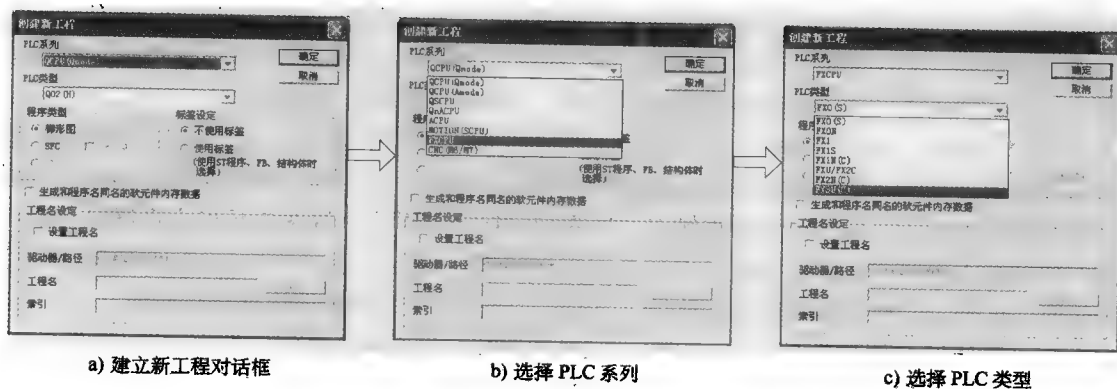 创建新工程
PLC系列
QCPU(Qmode)
确定
取消
PLC类型
Q02(H)
程序类型
标签设定
梯形图
不使用标签
SFC
使用标签
(使用ST程序、FB、结构体时
选择)
生成和程序名同名的软元件内存数据
工程名设定
设置工程名
驱动器/路径
工程名
索引
a) 建立新工程对话框
创建新工程
PLC系列
QCPU(Qmode)
确定
取消
QCPU(Qmode)
QCPU(Amode)
QSCPU
QnACPU
ACPU
MOTION(SCPU)
FXCPU
CNC(M6/M7)
(使用ST程序、FB、结构体时
选择)
生成和程序名同名的软元件内存数据
工程名设定
设置工程名
驱动器/路径
工程名
索引
b) 选择 PLC 系列
创建新工程
PLC系列
FXCPU
确定
取消
PLC类型
FX0(S)
FX0(S)
FX0N
FX1
FX1S
FX1N(C)
FXU/FX2C
FX2N(C)
生成和程序名同名的软元件内存数据
工程名设定
设置工程名
驱动器/路径
工程名
索引
c) 选择 PLC 类型